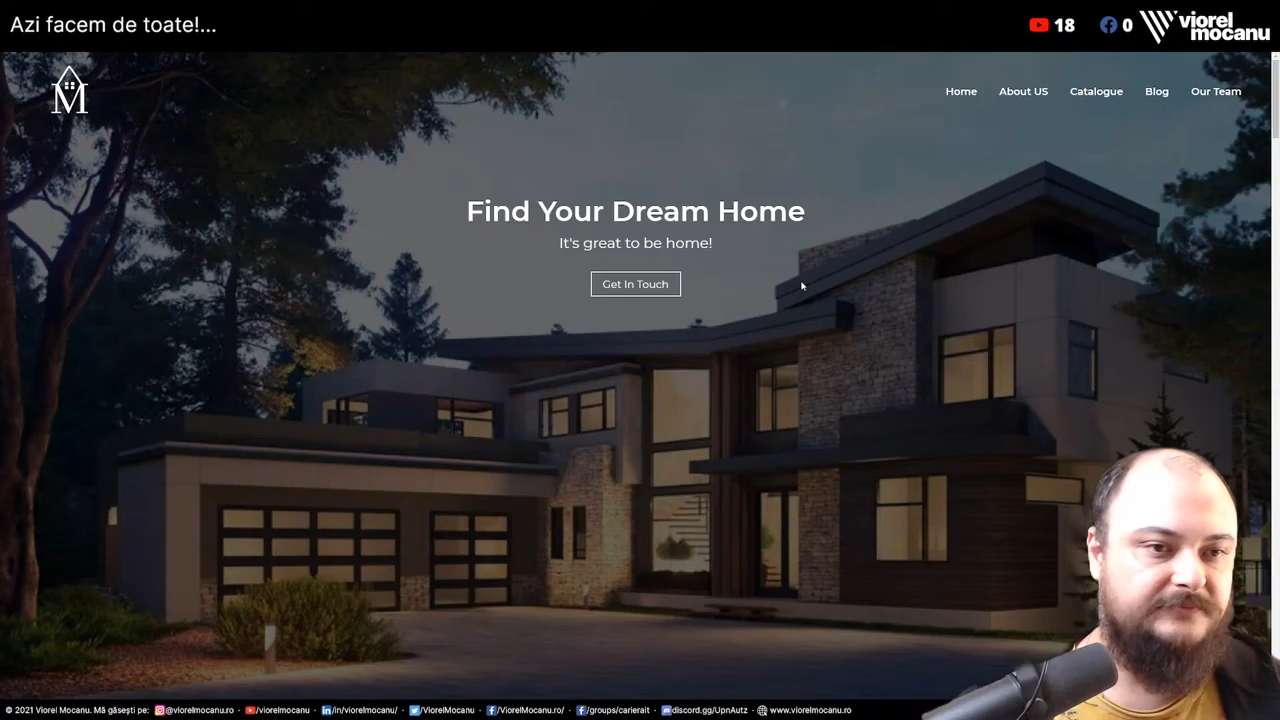 Azi facem de toate!...
18
0
viorel
mocanu
M
Home
About US
Catalogue
Blog
Our Team
Find Your Dream Home
It's great to be home!
Get In Touch
© 2021 Viorel Mocanu. Mă găsești pe: @viorelmocanu.ro · /viorelmocanu · /in/viorelmocanu/ · /ViorelMocanu · /ViorelMocanu.ro/ · /groups/carierait · discord.gg/UpnAutz · www.viorelmocanu.ro